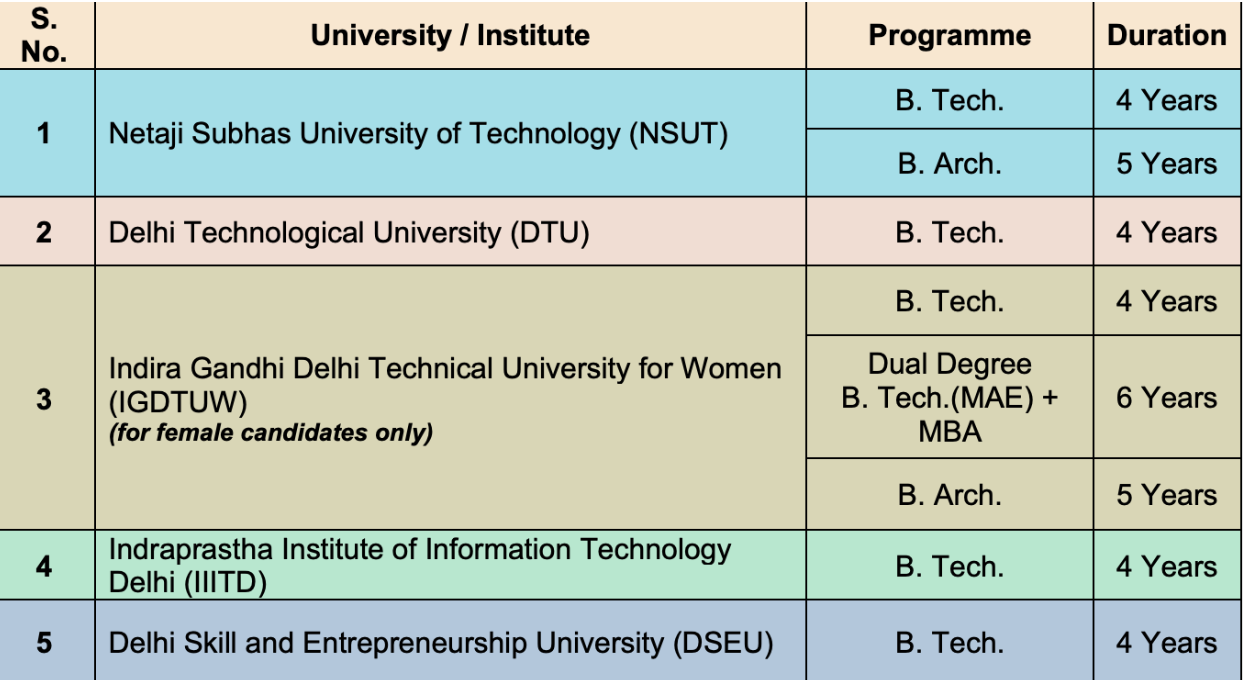 S. No. University / Institute Programme Duration
1 Netaji Subhas University of Technology (NSUT) B. Tech. 4 Years
B. Arch. 5 Years
2 Delhi Technological University (DTU) B. Tech. 4 Years
B. Tech. 4 Years
3 Indira Gandhi Delhi Technical University for Women
(IGDTUW)
(for female candidates only)
Dual Degree
B. Tech.(MAE) +
MBA
6 Years
B. Arch. 5 Years
4 Indraprastha Institute of Information Technology
Delhi (IIITD)
B. Tech. 4 Years
5 Delhi Skill and Entrepreneurship University (DSEU) B. Tech. 4 Years